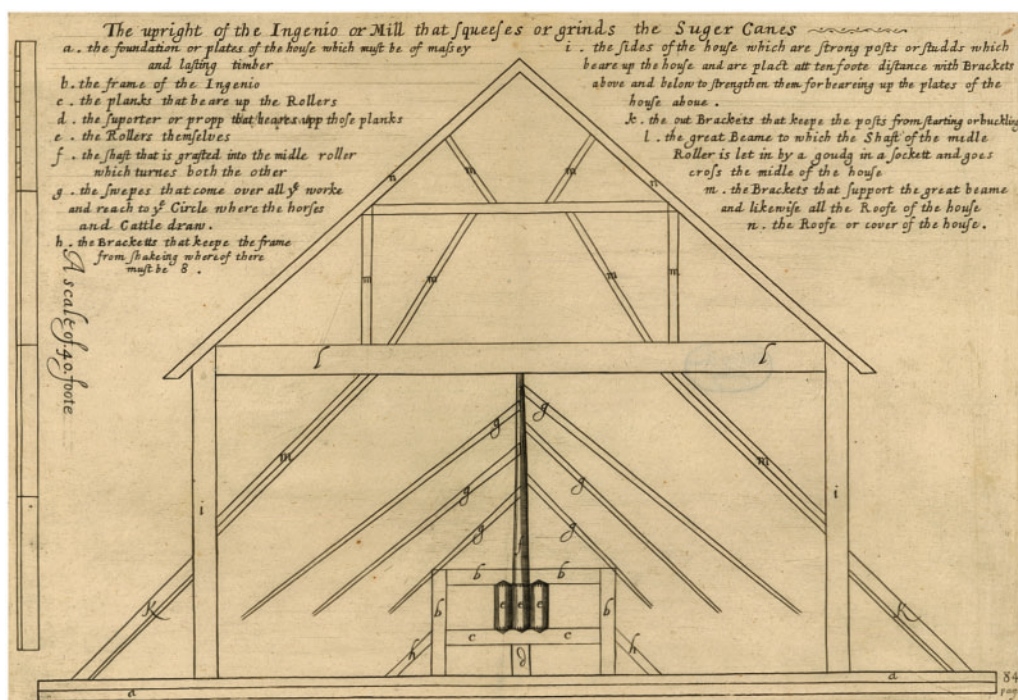 The upright of the Ingenio or Mill that ſqueeſes or grinds the Suger Canes
a. the foundation or plates of the house which must be of maſsey
and laſting timber
b. the frame of the Ingenio
c. the planks that beare up the Rollers
d. the ſuporter or propp that beares upp thoſe planks
e. the Rollers themſelves
f. the ſhaft that is grafted into the midle roller
which turnes both the other
g. the ſwepes that come over all yͤ worke
and reach to yͤ Circle where the horſes
and Cattle draw.
h. the Bracketts that keepe the frame
from ſhakeing whereof there
must be 8.
i. the ſides of the house which are ſtrong poſts or ſtudds which
beare up the houſe and are plact att ten foote diſtance with Brackets
above and below to ſtrengthen them for beareing up the plates of the
houſe aboue.
k. the out Brackets that keepe the poſts from ſtarting or buckling
l. the great Beame to which the Shaft of the midle
Roller is let in by a goudg in a ſockett and goes
croſs the midle of the houſe
m. the Brackets that ſupport the great beame
and likewiſe all the Roofe of the houſe
n. the Roofe or cover of the houſe.
A scale of .40. foote
n
n
m
m
m
m
m
m
l
l
g
g
m
m
g
g
i
i
g
g
f
b
b
k
b
e
e
e
b
k
c
c
h
d
h
a
a
84